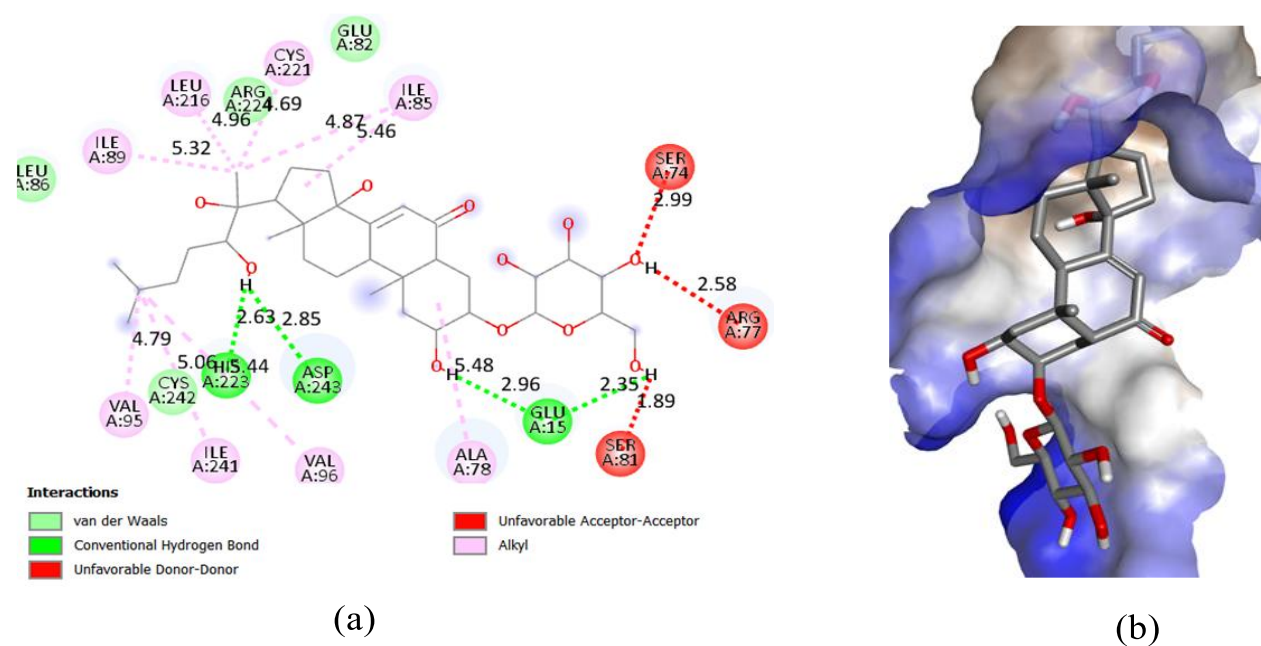 GLU
A:82
CYS
A:221
LEU
A:216
ARG
A:224
4.69
ILE
A:85
4.96
4.87
5.46
ILE
A:89
5.32
LEU
A:86
SER
A:74
2.99
O
O
O
O
O
O
H
2.58
ARG
A:77
O
H
O
O
2.63
2.85
4.79
5.06
5.44
HIS
A:223
ASP
A:243
CYS
A:242
O
H
5.48
2.96
O
H
2.35
1.89
VAL
A:95
GLU
A:15
ILE
A:241
VAL
A:96
ALA
A:78
SER
A:81
Interactions
van der Waals
Conventional Hydrogen Bond
Unfavorable Donor-Donor
Unfavorable Acceptor-Acceptor
Alkyl
(a)
(b)